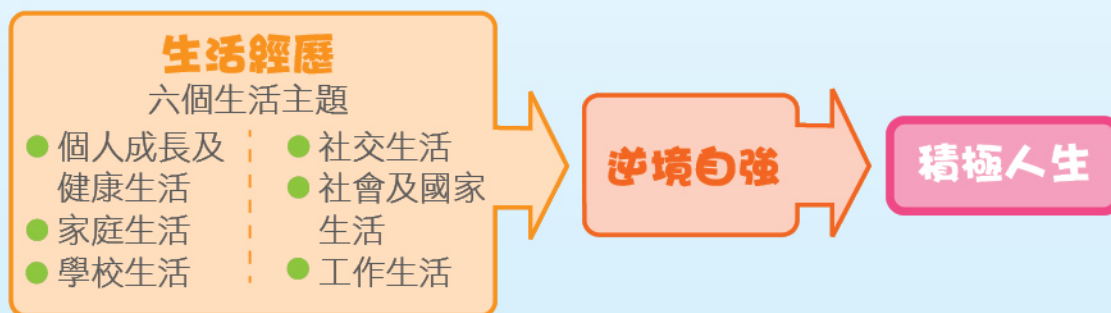 生活經歷
六個生活主題
個人成長及
健康生活
家庭生活
學校生活
社交生活
社會及國家
生活
工作生活
逆境自強
積極人生